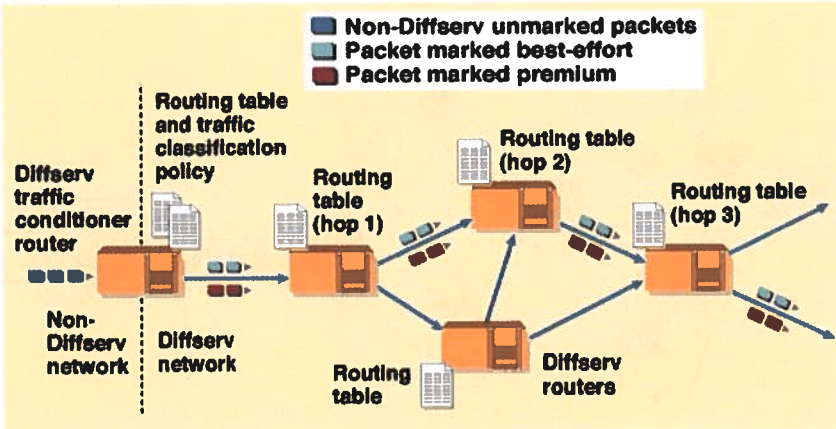 Non-Diffserv unmarked packets
Packet marked best-effort
Packet marked premium
Routing table
and traffic
classification
policy
Diffserv
traffic
conditioner
router
Routing
table
(hop 1)
Routing table
(hop 2)
Routing table
(hop 3)
Non-
Diffserv
network
Diffserv
network
Routing
table
Diffserv
routers